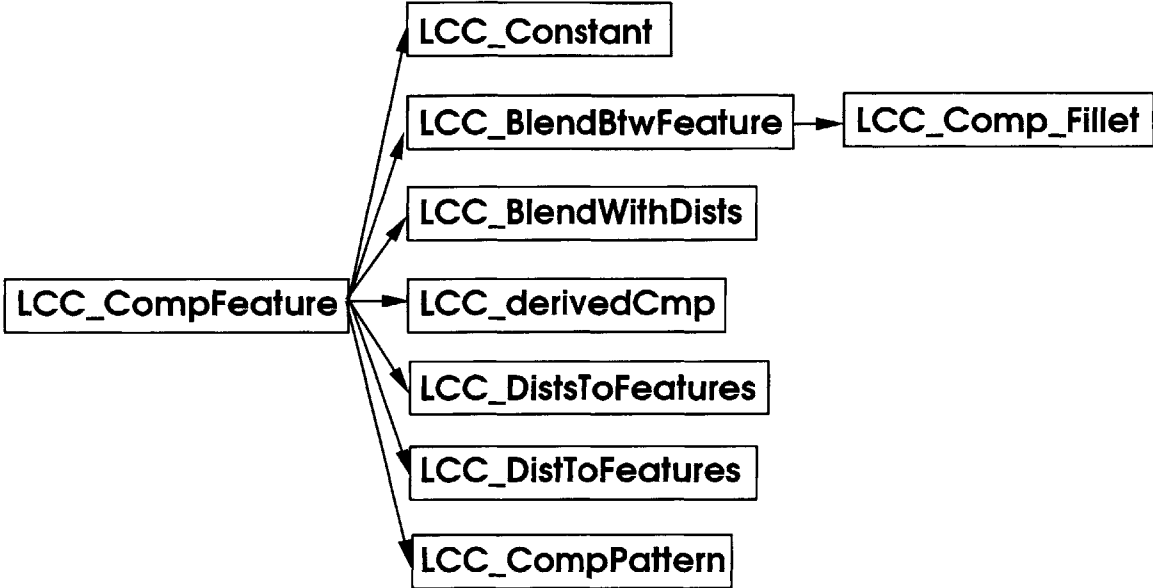 LCC_Constant
LCC_BlendBtwFeature
LCC_Comp_Fillet
LCC_BlendWithDists
LCC_CompFeature
LCC_derivedCmp
LCC_DistsToFeatures
LCC_DistToFeatures
LCC_CompPattern